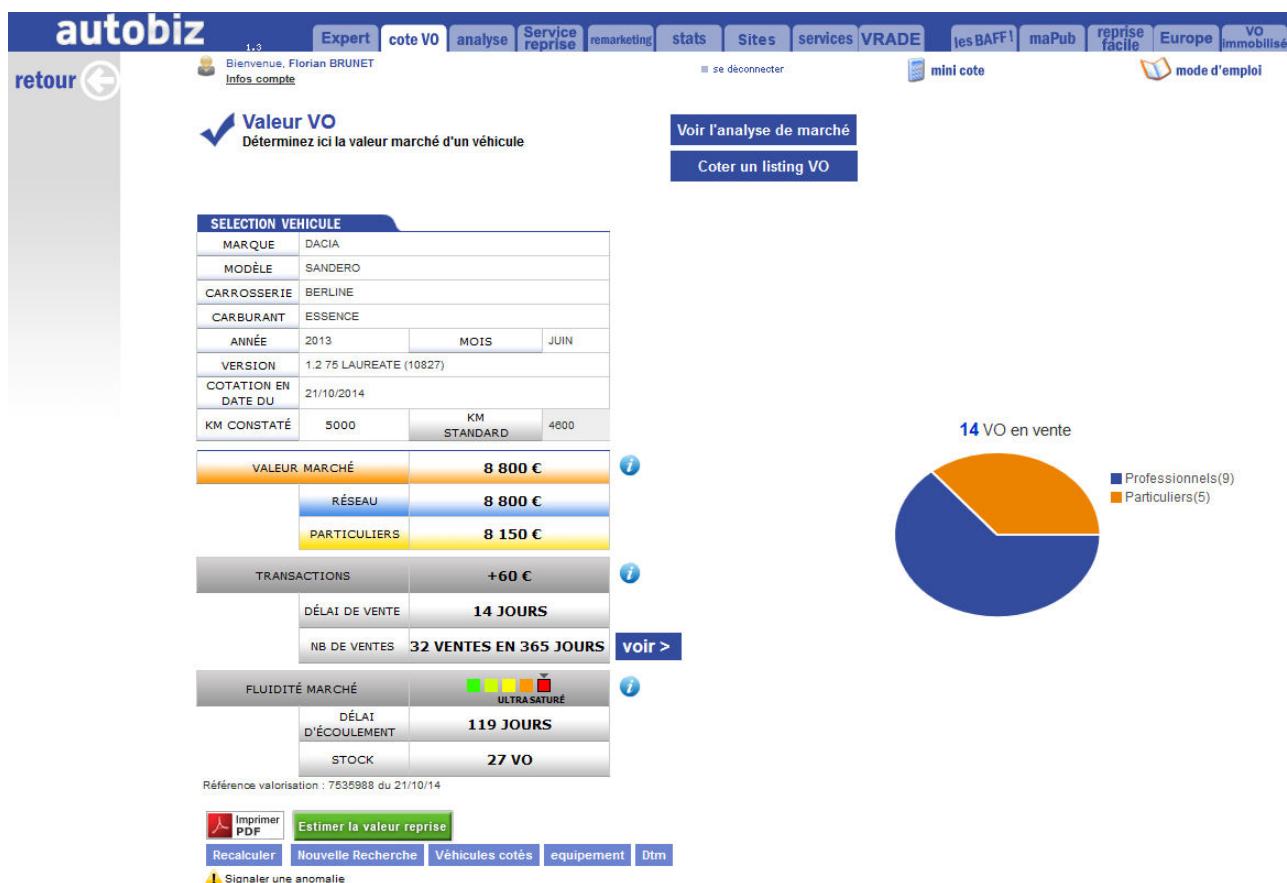 autobiz 1.3 Expert cote VO analyse Service reprise remarketing stats Sites services VRADE les BAFF! maPub reprise facile Europe VO immobilisé
retour
Bienvenue, Florian BRUNET
Infos compte
se déconnecter
mini cote
mode d'emploi
Valeur VO
Déterminez ici la valeur marché d'un véhicule
Voir l'analyse de marché
Coter un listing VO
SELECTION VEHICULE
MARQUE DACIA
MODÈLE SANDERO
CARROSSERIE BERLINE
CARBURANT ESSENCE
ANNÉE 2013 MOIS JUIN
VERSION 1.2 75 LAUREATE (10827)
COTATION EN DATE DU 21/10/2014
KM CONSTATÉ 5000 KM STANDARD 4600
VALEUR MARCHÉ 8 800 €
RÉSEAU 8 800 €
PARTICULIERS 8 150 €
TRANSACTIONS +60 €
DÉLAI DE VENTE 14 JOURS
NB DE VENTES 32 VENTES EN 365 JOURS voir >
FLUIDITÉ MARCHÉ ULTRA SATURÉ
DÉLAI D'ÉCOULEMENT 119 JOURS
STOCK 27 VO
Référence valorisation : 7535988 du 21/10/14
Imprimer PDF
Estimer la valeur reprise
Recalculer Nouvelle Recherche Véhicules cotés equipement Dtm
Signaler une anomalie
14 VO en vente
Professionnels(9)
Particuliers(5)